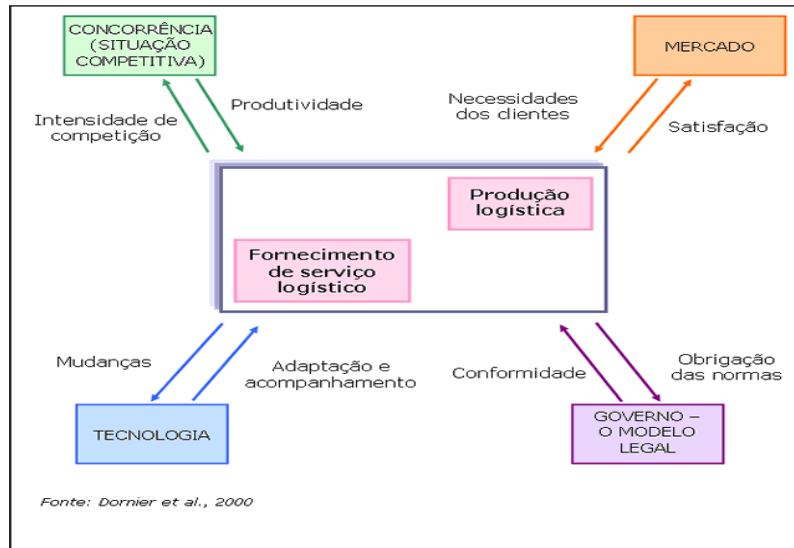 CONCORRÊNCIA
(SITUAÇÃO
COMPETITIVA)
MERCADO
Intensidade de
competição
Produtividade
Necessidades
dos clientes
Satisfação
Produção
logística
Fornecimento
de serviço
logístico
Mudanças
Adaptação e
acompanhamento
Conformidade
Obrigação
das normas
TECNOLOGIA
GOVERNO –
O MODELO
LEGAL
Fonte: Dornier et al., 2000